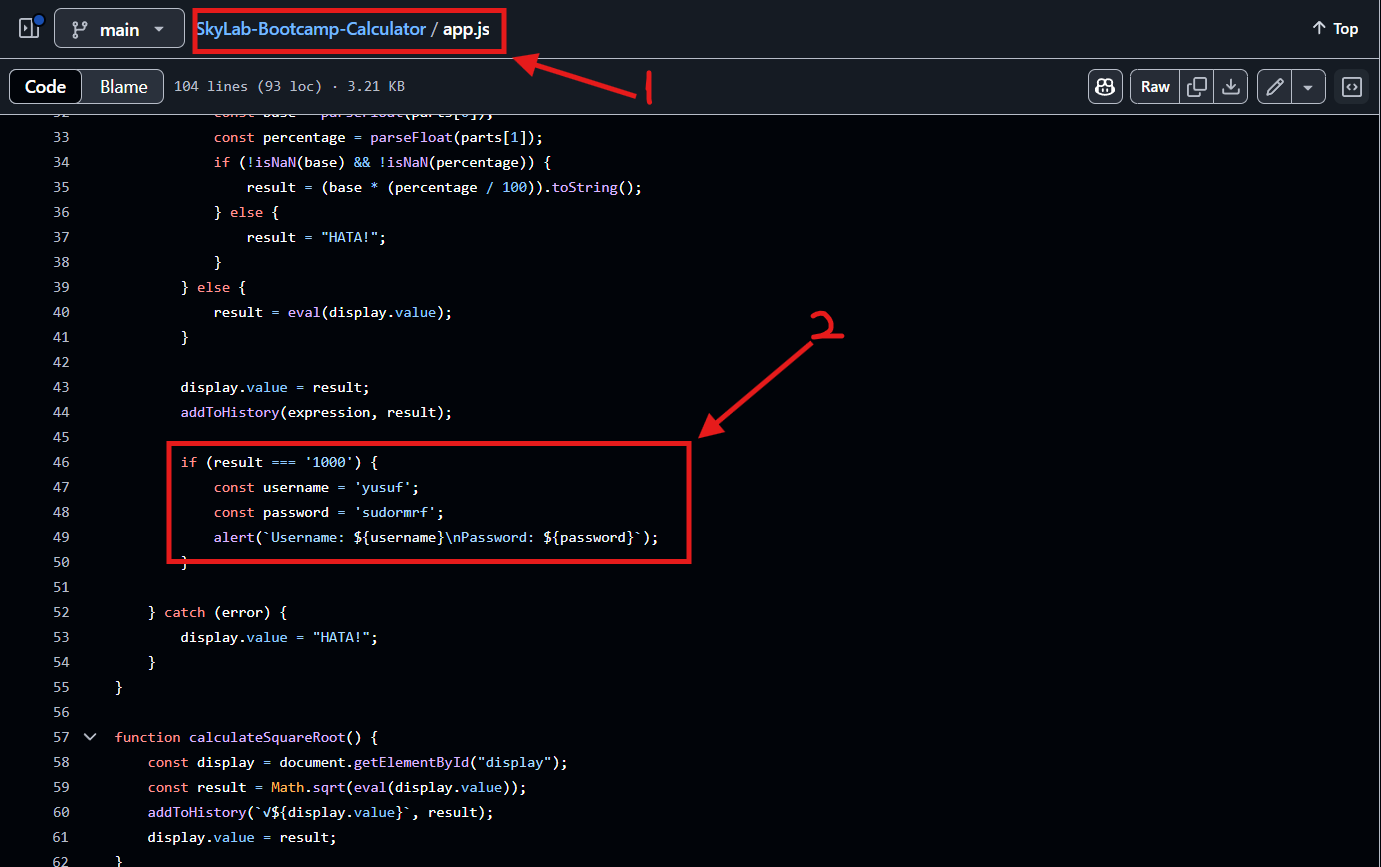 main
SkyLab-Bootcamp-Calculator / app.js
Top
1
Code Blame 104 lines (93 loc) · 3.21 KB
Raw
33 const percentage = parseFloat(parts[1]);
34 if (!isNaN(base) && !isNaN(percentage)) {
35 result = (base * (percentage / 100)).toString();
36 } else {
37 result = "HATA!";
38 }
39 } else {
40 result = eval(display.value);
41 }
2
42
43 display.value = result;
44 addToHistory(expression, result);
45
46 if (result === '1000') {
47 const username = 'yusuf';
48 const password = 'sudormrf';
49 alert(`Username: ${username}\nPassword: ${password}`);
50 }
51
52 } catch (error) {
53 display.value = "HATA!";
54 }
55 }
56
57 function calculateSquareRoot() {
58 const display = document.getElementById("display");
59 const result = Math.sqrt(eval(display.value));
60 addToHistory(`√${display.value}`, result);
61 display.value = result;
62 }